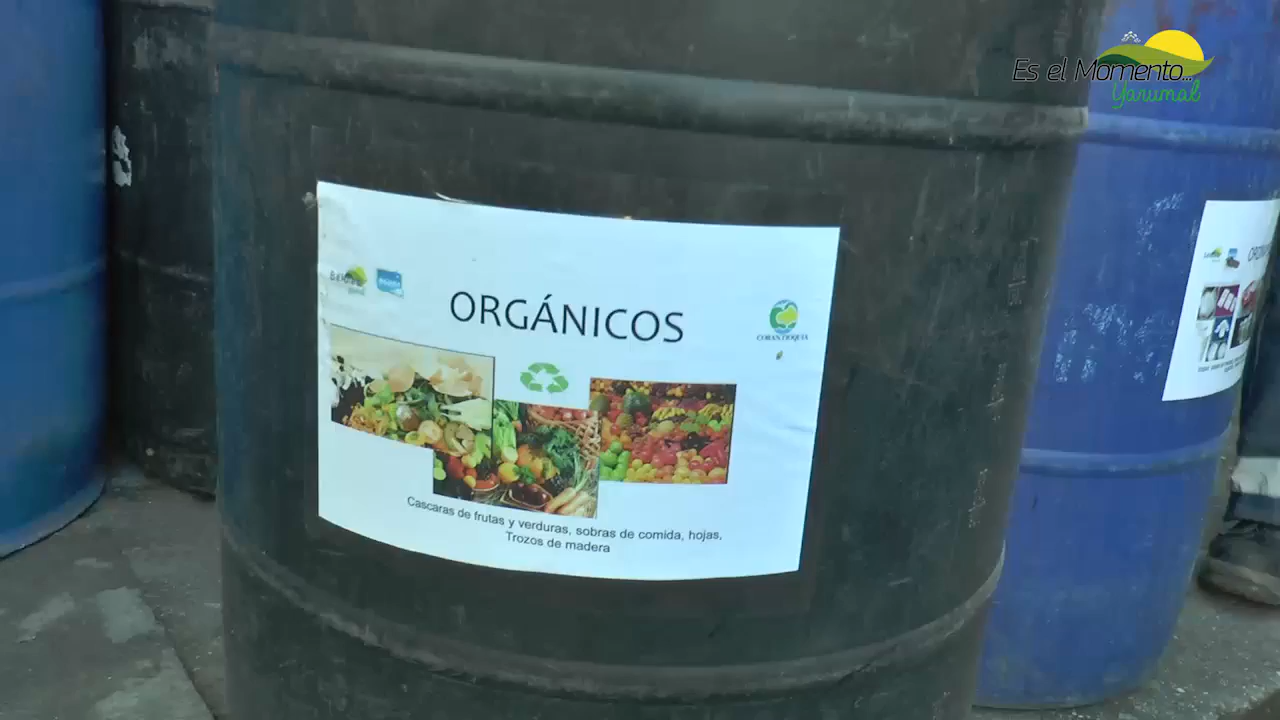 Es el Momento...
Yarumal
ORGÁNICOS
CORANTIOQUIA
Cascaras de frutas y verduras, sobras de comida, hojas,
Trozos de madera